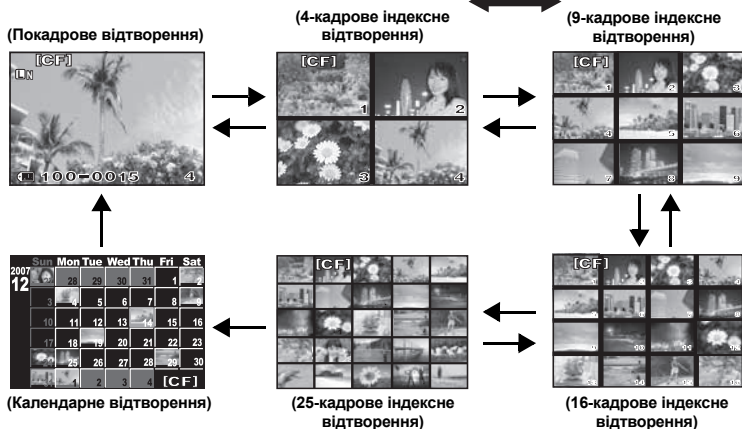 (Покадрове відтворення)
[CF]
L N
100-0015 4
(4-кадрове індексне
відтворення)
[CF]
1 2
3 4
(9-кадрове індексне
відтворення)
[CF]
1 2 3
4 5 6
7 8 9
Sun Mon Tue Wed Thu Fri Sat
2007
12
28 29 30 31 1 2
3 4 5 6 7 8 9
10 11 12 13 14 15 16
17 18 19 20 21 22 23
25 26 27 28 29 30
1 2 3 4 [CF]
(Календарне відтворення)
[CF]
(25-кадрове індексне
відтворення)
[CF]
10 11 12
(16-кадрове індексне
відтворення)